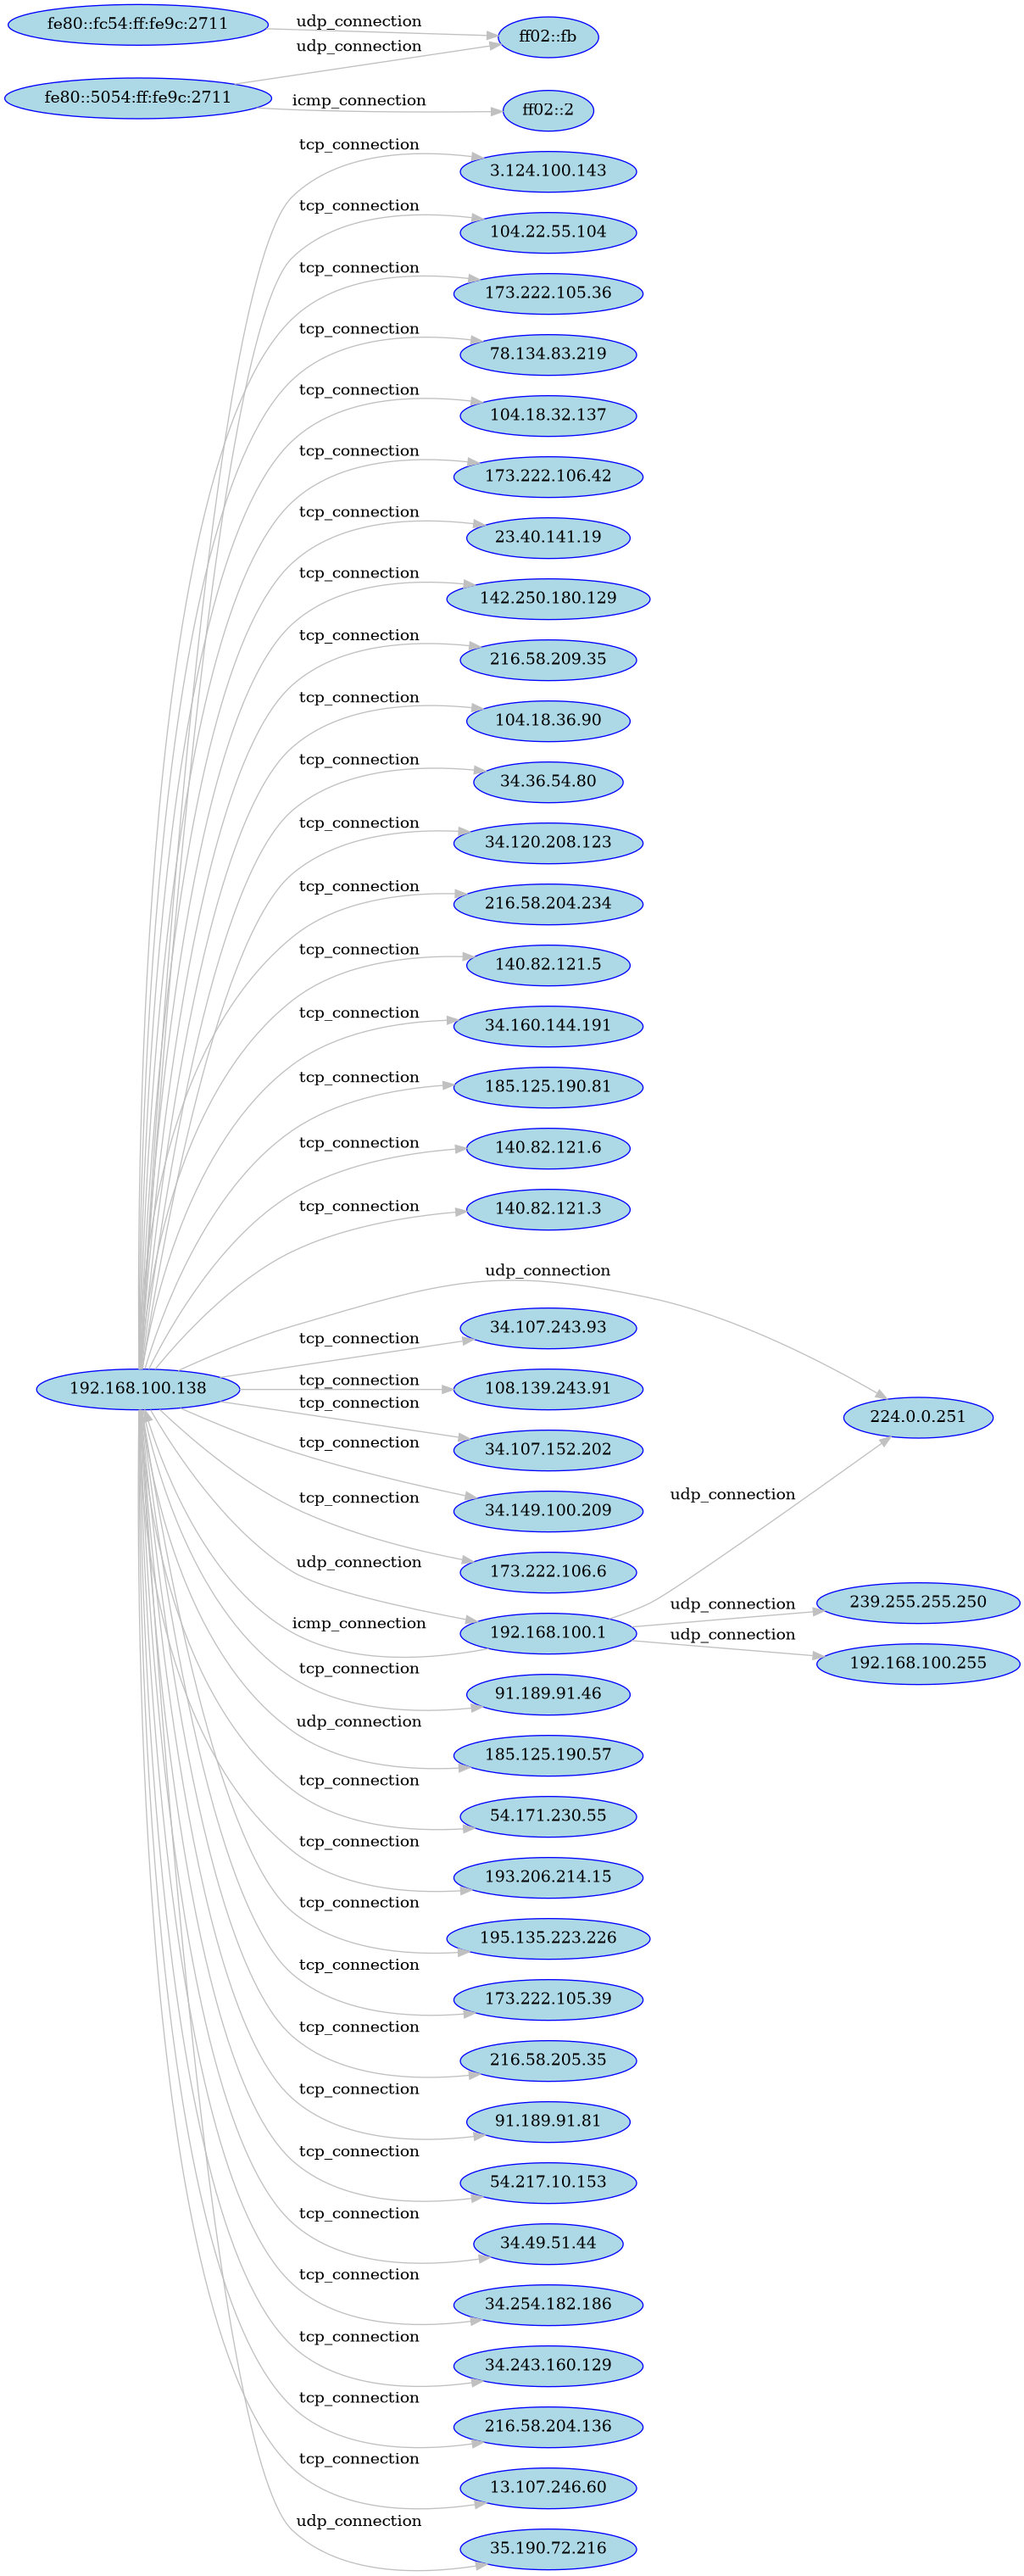 fe80::fc54:ff:fe9c:2711
udp_connection
ff02::fb
udp_connection
fe80::5054:ff:fe9c:2711
icmp_connection
ff02::2
tcp_connection
3.124.100.143
tcp_connection
104.22.55.104
tcp_connection
173.222.105.36
tcp_connection
78.134.83.219
tcp_connection
104.18.32.137
tcp_connection
173.222.106.42
tcp_connection
23.40.141.19
tcp_connection
142.250.180.129
tcp_connection
216.58.209.35
tcp_connection
104.18.36.90
tcp_connection
34.36.54.80
tcp_connection
34.120.208.123
tcp_connection
216.58.204.234
tcp_connection
140.82.121.5
tcp_connection
34.160.144.191
tcp_connection
185.125.190.81
tcp_connection
140.82.121.6
tcp_connection
140.82.121.3
udp_connection
tcp_connection
34.107.243.93
192.168.100.138
tcp_connection
108.139.243.91
tcp_connection
224.0.0.251
tcp_connection
34.107.152.202
udp_connection
tcp_connection
34.149.100.209
tcp_connection
173.222.106.6
udp_connection
udp_connection
239.255.255.250
icmp_connection
192.168.100.1
udp_connection
192.168.100.255
tcp_connection
91.189.91.46
udp_connection
185.125.190.57
tcp_connection
54.171.230.55
tcp_connection
193.206.214.15
tcp_connection
195.135.223.226
tcp_connection
173.222.105.39
tcp_connection
216.58.205.35
tcp_connection
91.189.91.81
tcp_connection
54.217.10.153
tcp_connection
34.49.51.44
tcp_connection
34.254.182.186
tcp_connection
34.243.160.129
tcp_connection
216.58.204.136
tcp_connection
13.107.246.60
udp_connection
35.190.72.216